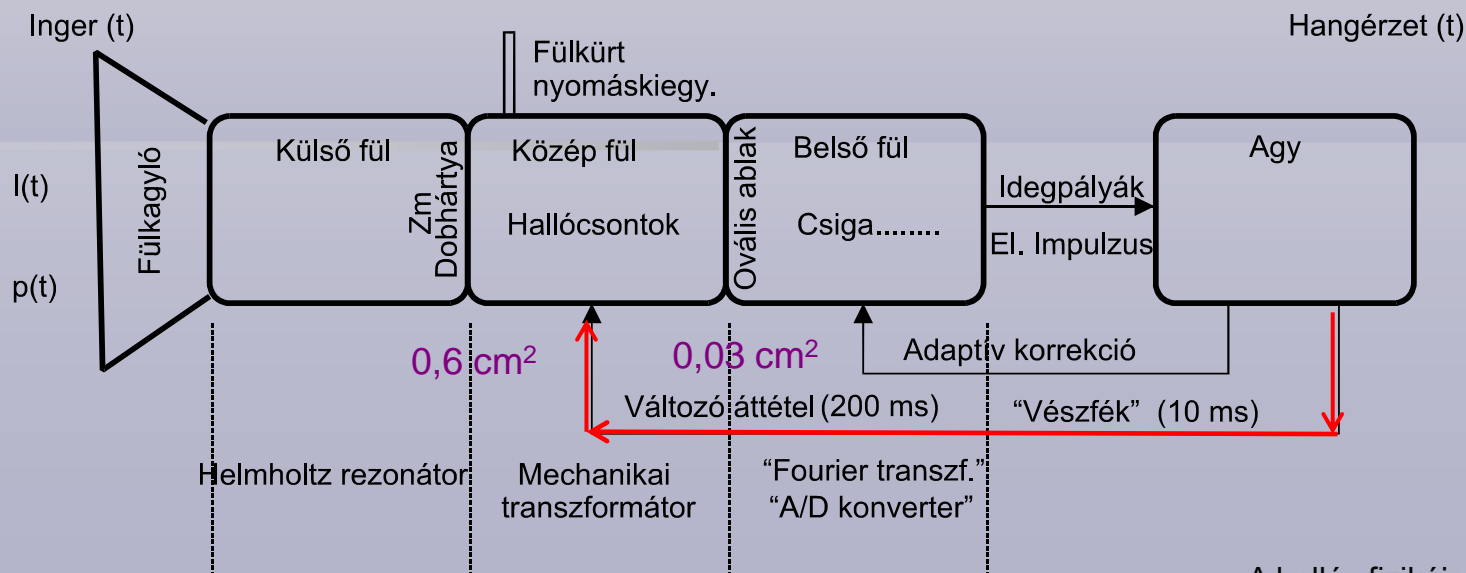 Inger (t)
Hangérzet (t)
Fülkürt
nyomáskiegy.
I(t)
p(t)
Fülkagyló
Külső fül
Zm
Dobhártya
Közép fül
Hallócsontok
Ovális ablak
Belső fül
Csiga........
Idegpályák
El. Impulzus
Agy
0,6 cm²
0,03 cm²
Adaptív korrekció
Változó áttétel (200 ms)
“Vészfék” (10 ms)
Helmholtz rezonátor
Mechanikai
transzformátor
“Fourier transzf.”
“A/D konverter”